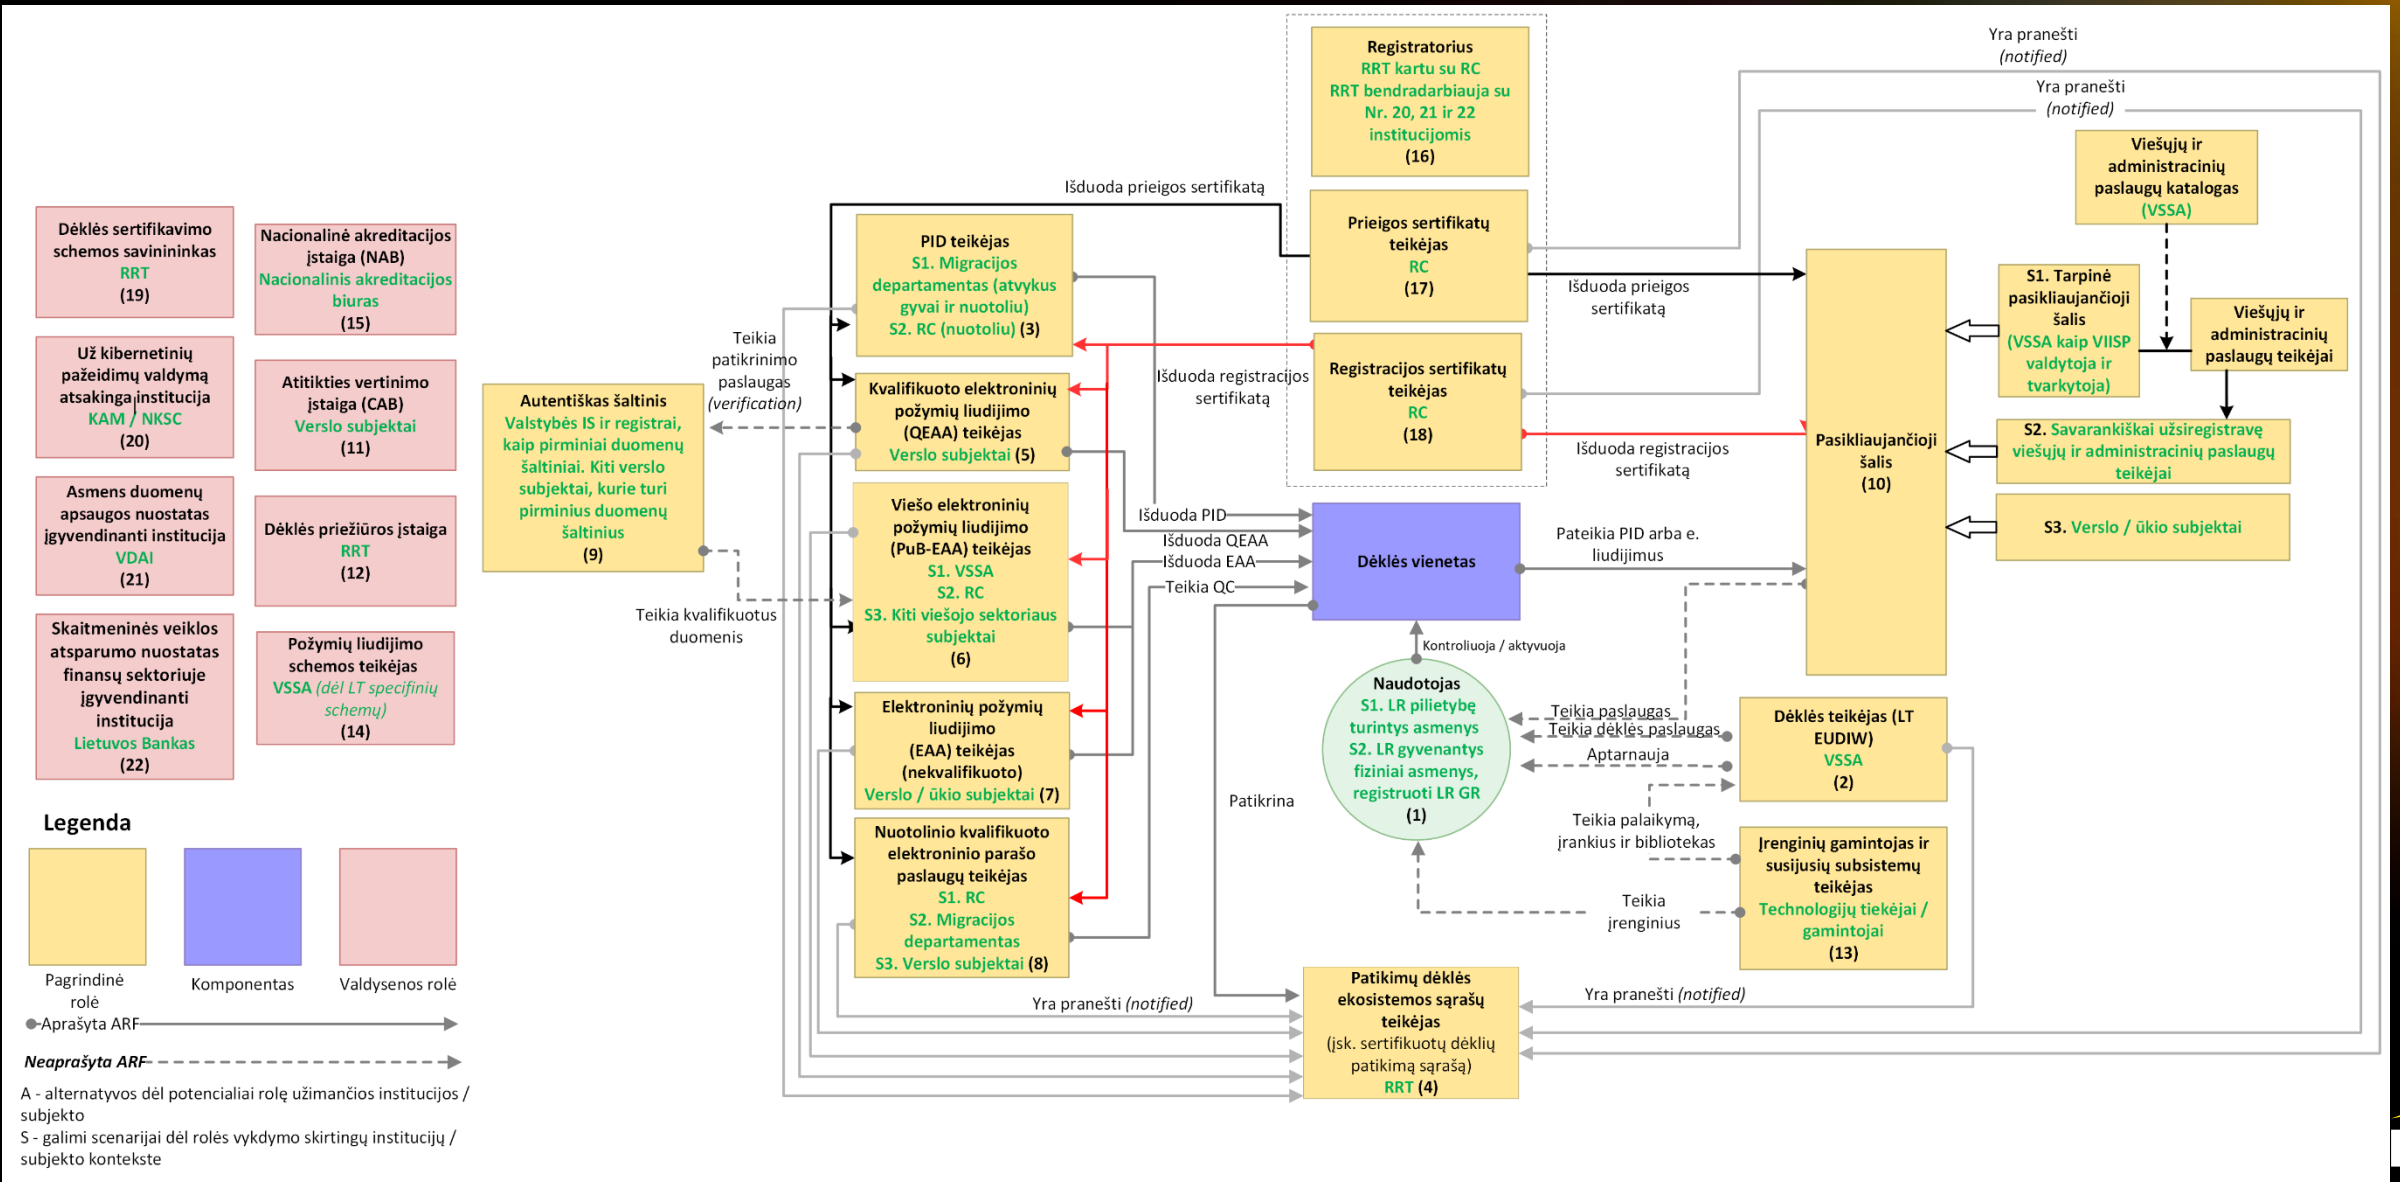 Registratorius
RRT kartu su RC
RRT bendradarbiauja su
Nr. 20, 21 ir 22
institucijomis
(16)
Yra pranešti
(notified)
Yra pranešti
(notified)
Viešųjų ir
administracinių
paslaugų katalogas
(VSSA)
Išduoda prieigos sertifikatą
Prieigos sertifikatų
teikėjas
RC
(17)
Išduoda prieigos
sertifikatą
Registracijos sertifikatų
teikėjas
RC
(18)
Išduoda registracijos
sertifikatą
Išduoda registracijos
sertifikatą
Dėklės sertifikavimo
schemos savinininkas
RRT
(19)
Nacionalinė akreditacijos
įstaiga (NAB)
Nacionalinis akreditacijos
biuras
(15)
Už kibernetinių
pažeidimų valdymą
atsakinga institucija
KAM / NKSC
(20)
Atitikties vertinimo
įstaiga (CAB)
Verslo subjektai
(11)
Asmens duomenų
apsaugos nuostatas
įgyvendinanti institucija
VDAI
(21)
Dėklės priežiūros įstaiga
RRT
(12)
Skaitmeninės veiklos
atsparumo nuostatas
finansų sektoriuje
įgyvendinanti
institucija
Lietuvos Bankas
(22)
Požymių liudijimo
schemos teikėjas
VSSA (dėl LT specifinių
schemų)
(14)
Autentiškas šaltinis
Valstybės IS ir registrai,
kaip pirminiai duomenų
šaltiniai. Kiti verslo
subjektai, kurie turi
pirminius duomenų
šaltinius
(9)
Teikia
patikrinimo
paslaugas
(verification)
Teikia kvalifikuotus
duomenis
PID teikėjas
S1. Migracijos
departamentas (atvykus
gyvai ir nuotoliu)
S2. RC (nuotoliu) (3)
Kvalifikuoto elektroninių
požymių liudijimo
(QEAA) teikėjas
Verslo subjektai (5)
Viešo elektroninių
požymių liudijimo
(PuB-EAA) teikėjas
S1. VSSA
S2. RC
S3. Kiti viešojo sektoriaus
subjektai
(6)
Elektroninių požymių
liudijimo
(EAA) teikėjas
(nekvalifikuoto)
Verslo / ūkio subjektai (7)
Nuotolinio kvalifikuoto
elektroninio parašo
paslaugų teikėjas
S1. RC
S2. Migracijos
departamentas
S3. Verslo subjektai (8)
Išduoda PID
Išduoda QEAA
Išduoda EAA
Teikia QC
Dėklės vienetas
Pateikia PID arba e.
liudijimus
Kontroliuoja / aktyvuoja
Naudotojas
S1. LR pilietybę
turintys asmenys
S2. LR gyvenantys
fiziniai asmenys,
registruoti LR GR
(1)
Patikrina
Teikia paslaugas
Teikia dėklės paslaugas
Aptarnauja
Teikia palaikymą,
įrankius ir bibliotekas
Teikia
įrenginius
Pasikliaujančioji
šalis
(10)
S1. Tarpinė
pasikliaujančioji
šalis
(VSSA kaip VIISP
valdytoja ir
tvarkytoja)
Viešųjų ir
administracinių
paslaugų teikėjai
S2. Savarankiškai užsiregistravę
viešųjų ir administracinių paslaugų
teikėjai
S3. Verslo / ūkio subjektai
Dėklės teikėjas (LT
EUDIW)
VSSA
(2)
Įrenginių gamintojas ir
susijusių subsistemų
teikėjas
Technologijų tiekėjai /
gamintojai
(13)
Yra pranešti (notified)
Yra pranešti (notified)
Patikimų dėklės
ekosistemos sąrašų
teikėjas
(įsk. sertifikuotų dėklių
patikimą sąrašą)
RRT (4)
Legenda
Pagrindinė
rolė
Komponentas
Valdysenos rolė
Aprašyta ARF
Neaprašyta ARF
A - alternatyvos dėl potencialiai rolę užimančios institucijos /
subjekto
S - galimi scenarijai dėl rolės vykdymo skirtingų institucijų /
subjekto kontekste